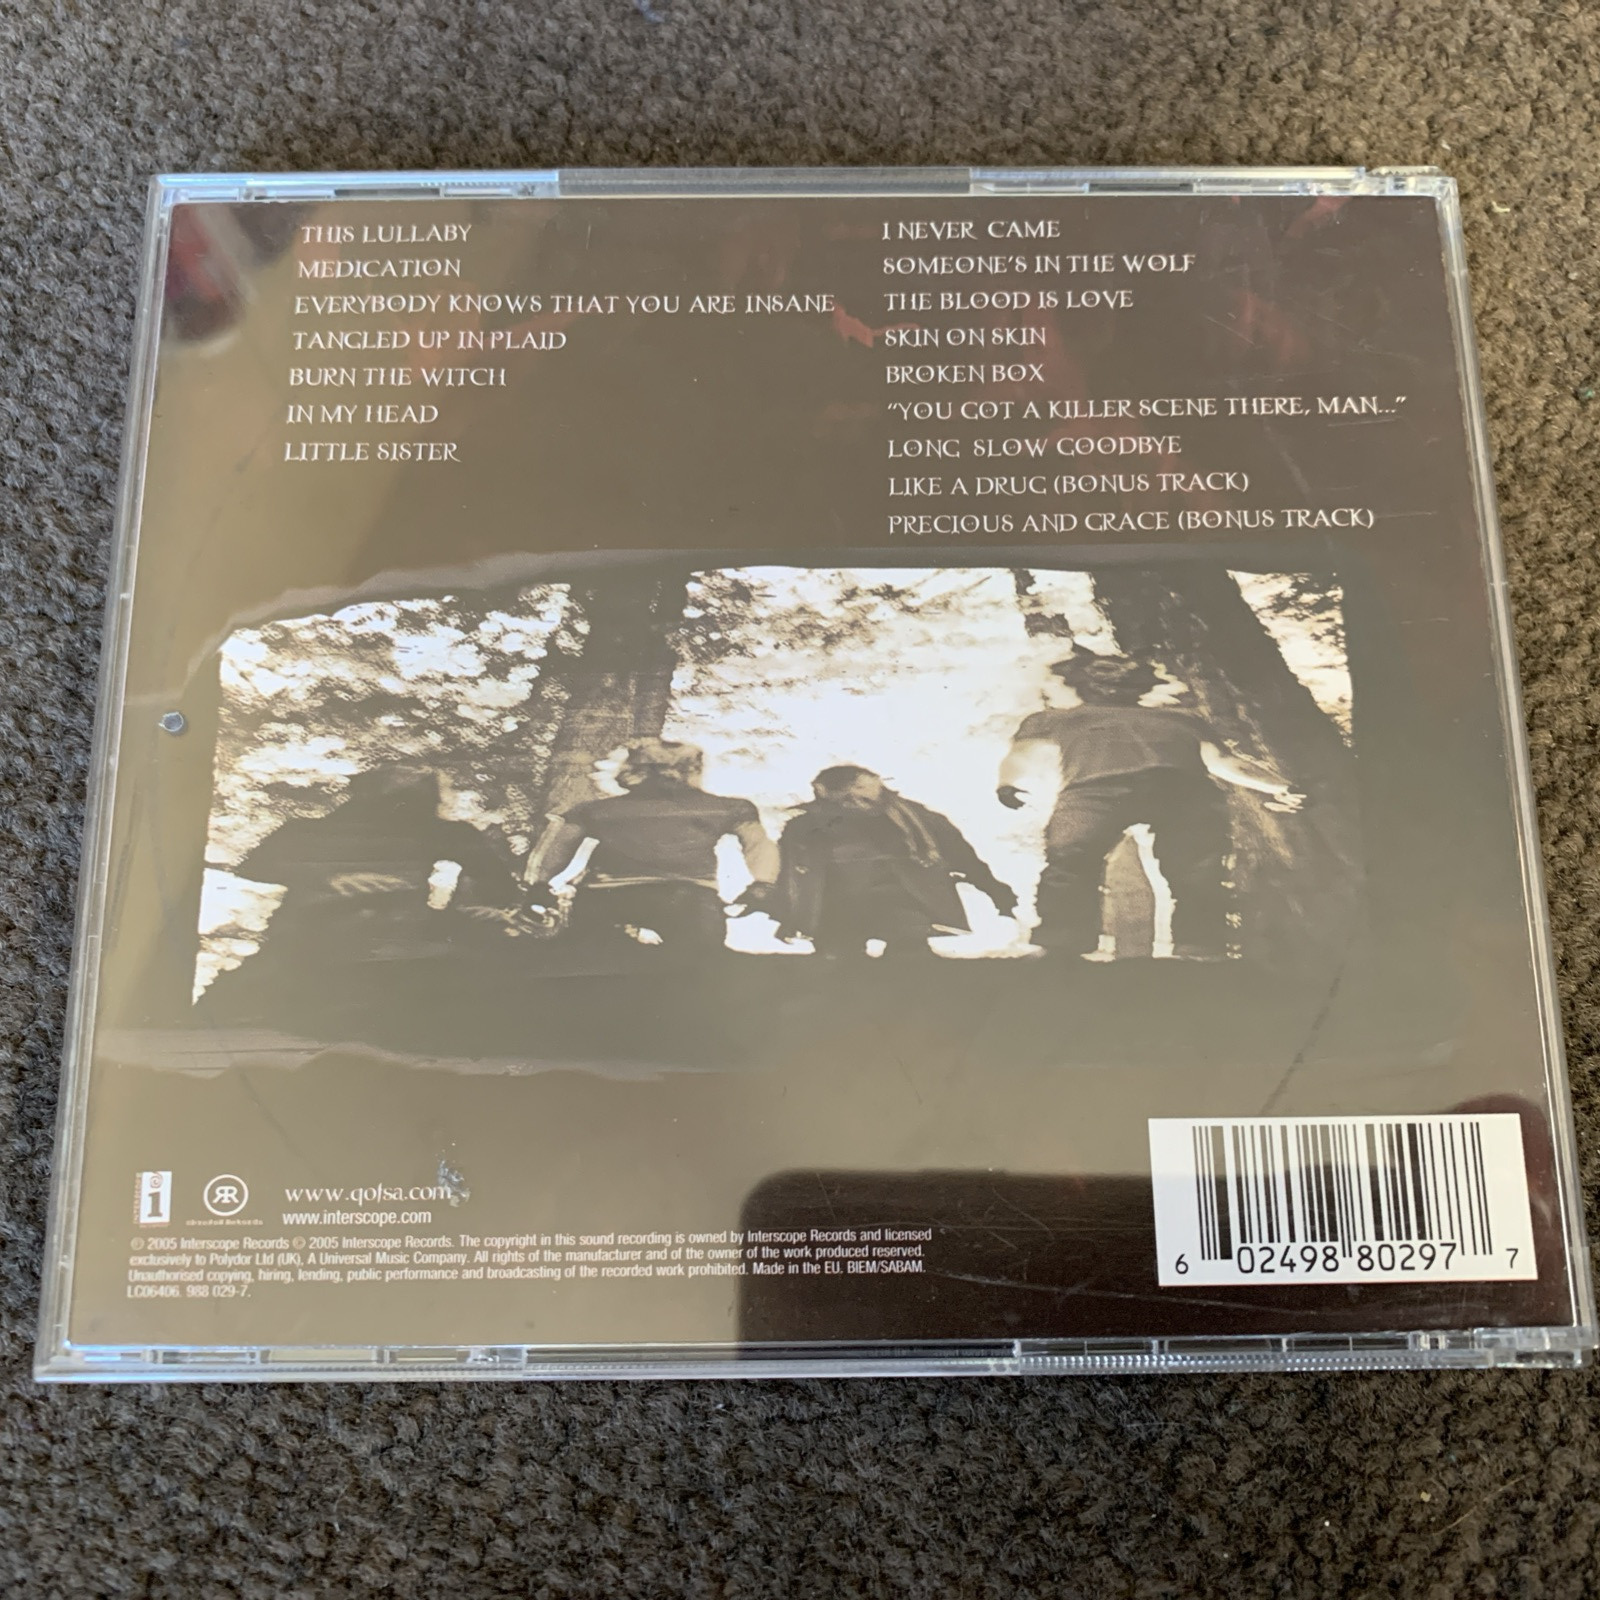 THIS LULLABY
MEDICATION
EVERYBODY KNOWS THAT YOU ARE INSANE
TANGLED UP IN PLAID
BURN THE WITCH
IN MY HEAD
LITTLE SISTER
I NEVER CAME
SOMEONE'S IN THE WOLF
THE BLOOD IS LOVE
SKIN ON SKIN
BROKEN BOX
“YOU GOT A KILLER SCENE THERE, MAN...”
LONG SLOW GOODBYE
LIKE A DRUG (BONUS TRACK)
PRECIOUS AND GRACE (BONUS TRACK)
INTERSCOPE
i
RR
Rekords Rekords
www.qotsa.com
www.interscope.com
℗ 2005 Interscope Records © 2005 Interscope Records. The copyright in this sound recording is owned by Interscope Records and licensed
exclusively to Polydor Ltd (UK), A Universal Music Company. All rights of the manufacturer and of the owner of the work produced reserved.
Unauthorised copying, hiring, lending, public performance and broadcasting of the recorded work prohibited. Made in the EU. BIEM/SABAM.
LC06406. 988 029-7.
6 02498 80297 7